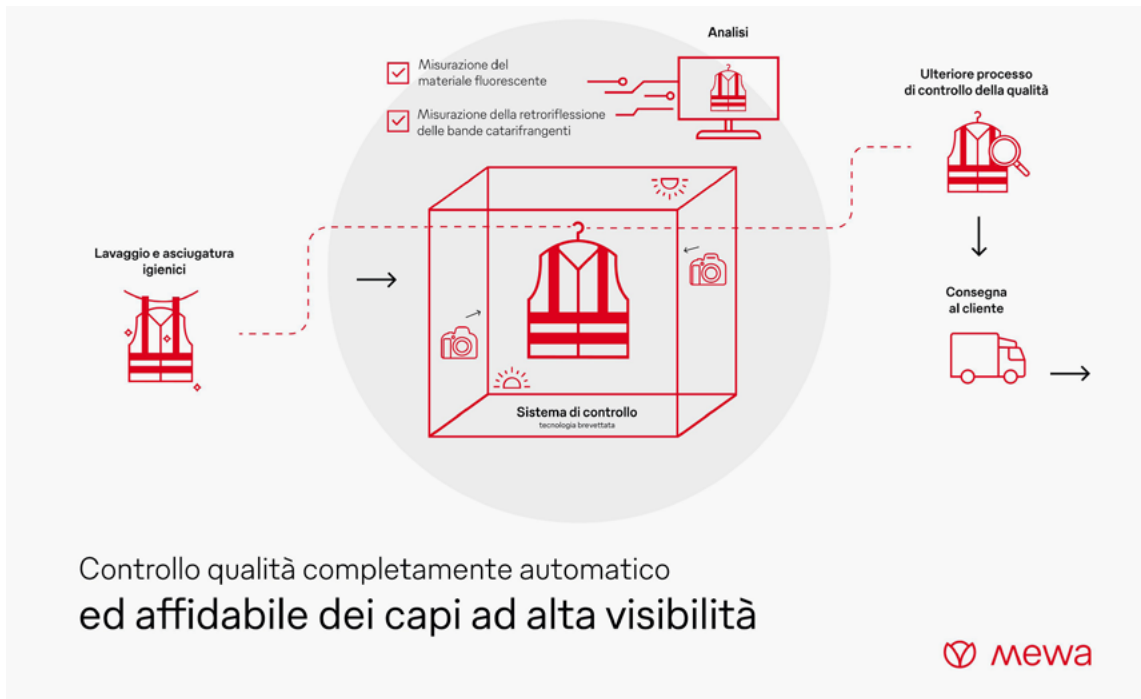 Analisi
Misurazione del
materiale fluorescente
Misurazione della retroriflessione
delle bande catarifrangenti
Ulteriore processo
di controllo della qualità
Lavaggio e asciugatura
igienici
Consegna
al cliente
Sistema di controllo
tecnologia brevettata
Controllo qualità completamente automatico
ed affidabile dei capi ad alta visibilità
mewa